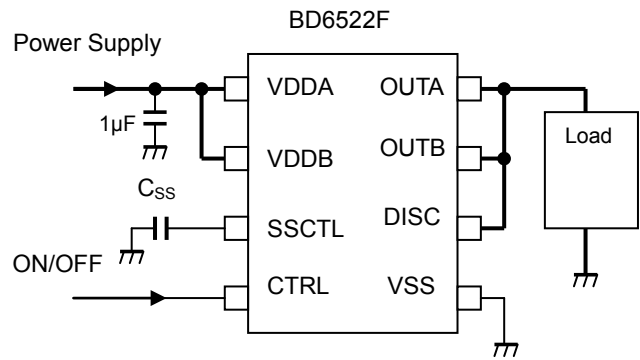 BD6522F
Power Supply
VDDA
OUTA
1µF
Load
VDDB
OUTB
CSS
SSCTL
DISC
ON/OFF
CTRL
VSS